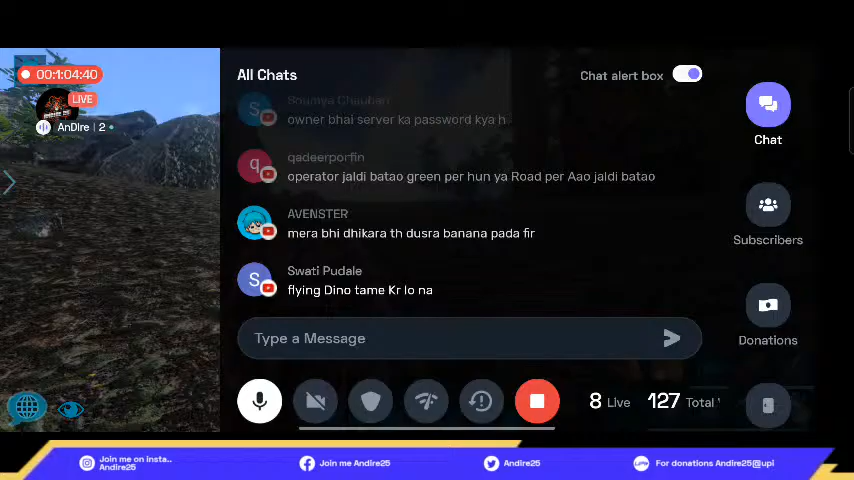 00:1:04:40
LIVE
AnDIre | 2
All Chats
Chat alert box
Soumya Chauhan
owner bhai server ka password kya h
qadeerporfin
operator jaldi batao green per hun ya Road per Aao jaldi batao
AVENSTER
mera bhi dhikara th dusra banana pada fir
Swati Pudale
flying Dino tame Kr lo na
Type a Message
8 Live 127 Total
Chat
Subscribers
Donations
Join me on insta..
Andire25
Join me Andire25
Andire25
For donations Andire25@upi